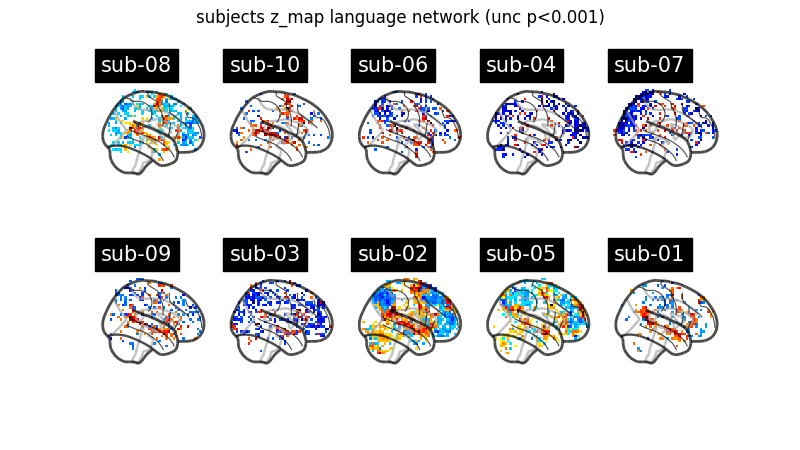 subjects z_map language network (unc p<0.001)
sub-08 sub-10 sub-06 sub-04 sub-07
sub-09 sub-03 sub-02 sub-05 sub-01